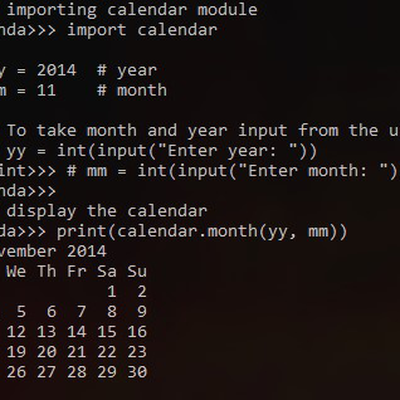 importing calendar module
nda>>> import calendar
y = 2014  # year
m = 11    # month
To take month and year input from the u
yy = int(input("Enter year: "))
int>>> # mm = int(input("Enter month: ")
nda>>>
display the calendar
da>>> print(calendar.month(yy, mm))
vember 2014
We Th Fr Sa Su
1  2
5  6  7  8  9
12 13 14 15 16
19 20 21 22 23
26 27 28 29 30